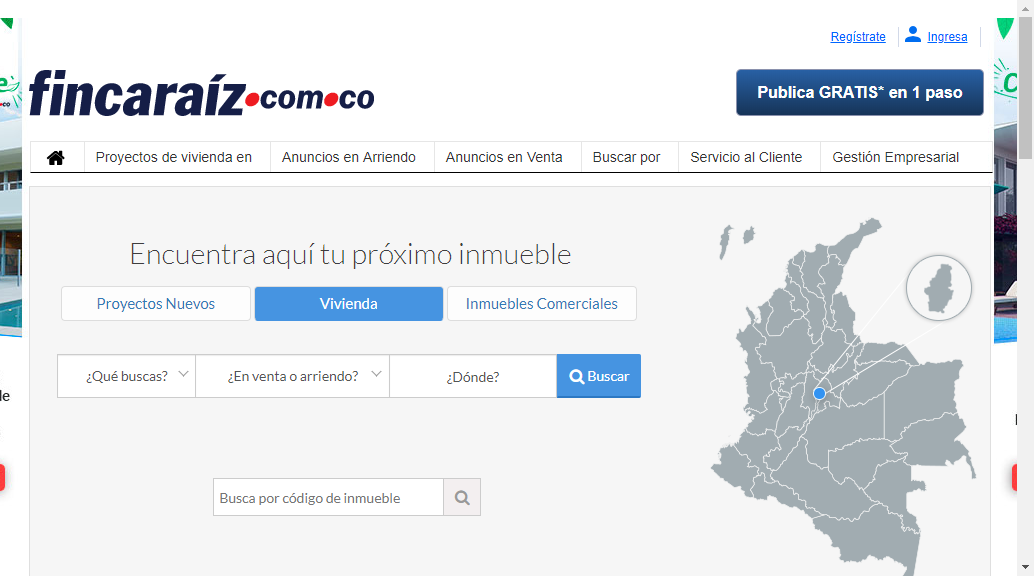 Regístrate
Ingresa
fincaraíz.com.co
Publica GRATIS* en 1 paso
Proyectos de vivienda en
Anuncios en Arriendo
Anuncios en Venta
Buscar por
Servicio al Cliente
Gestión Empresarial
Encuentra aquí tu próximo inmueble
Proyectos Nuevos
Vivienda
Inmuebles Comerciales
¿Qué buscas?
¿En venta o arriendo?
¿Dónde?
Buscar
Busca por código de inmueble